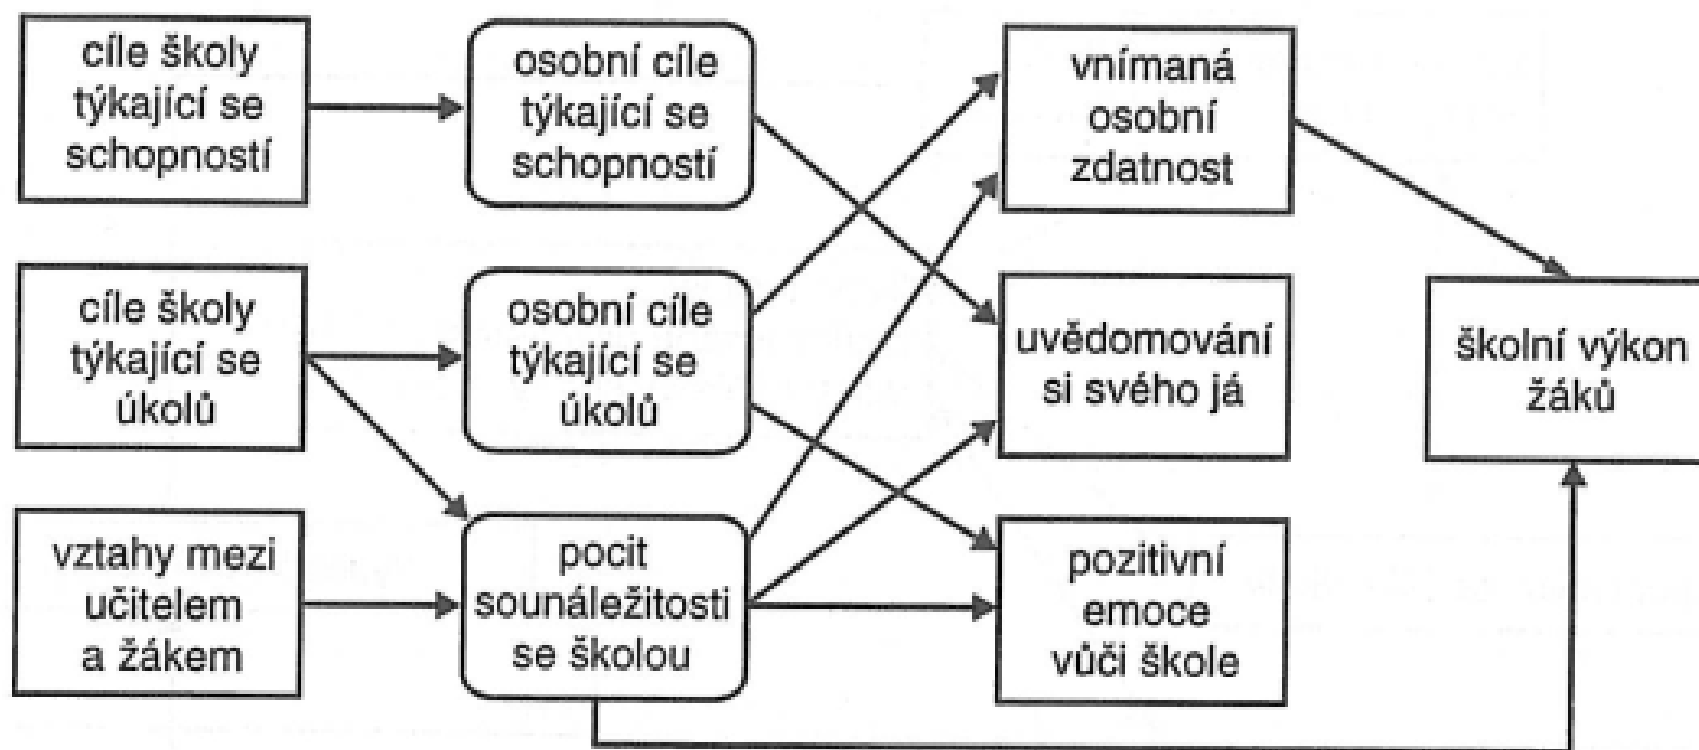 cíle školy
týkající se
schopností
osobní cíle
týkající se
schopností
vnímaná
osobní
zdatnost
cíle školy
týkající se
úkolů
osobní cíle
týkající se
úkolů
uvědomování
si svého já
školní výkon
žáků
vztahy mezi
učitelem
a žákem
pocit
sounáležitosti
se školou
pozitivní
emoce
vůči škole